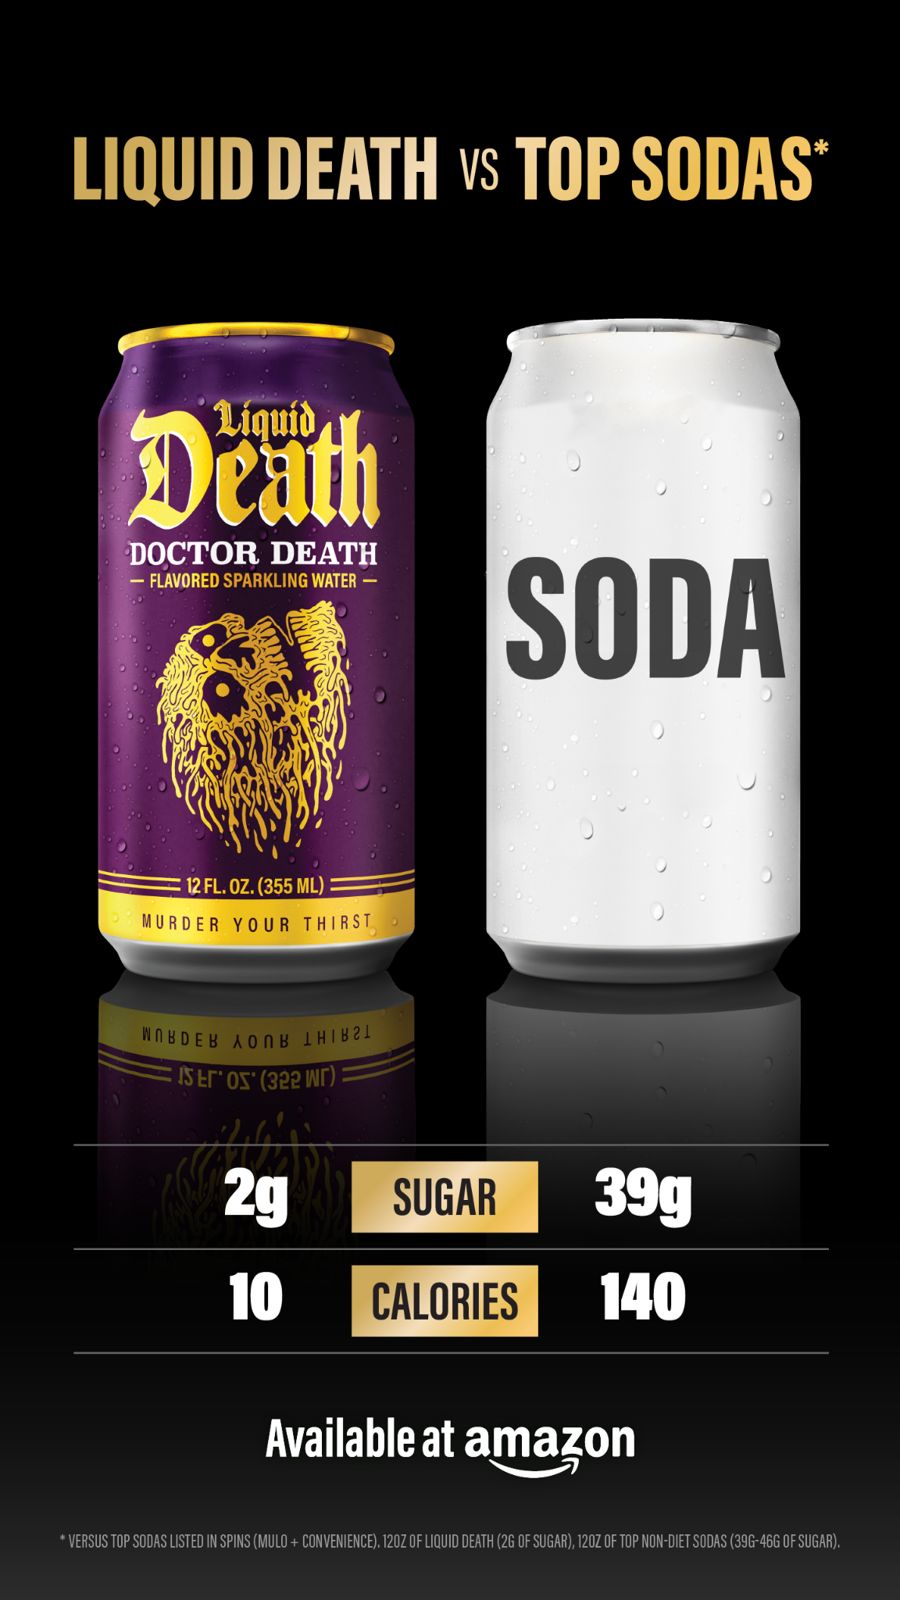 LIQUID DEATH VS TOP SODAS*
Liquid
Death
DOCTOR DEATH
FLAVORED SPARKLING WATER
SODA
12 FL. OZ. (355 ML)
MURDER YOUR THIRST
MURDER YOUR THIRST
12 FL. OZ. (355 ML)
2g SUGAR 39g
10 CALORIES 140
Available at amazon
* VERSUS TOP SODAS LISTED IN SPINS (MULO + CONVENIENCE). 12OZ OF LIQUID DEATH (2G OF SUGAR), 12OZ OF TOP NON-DIET SODAS (39G-46G OF SUGAR).